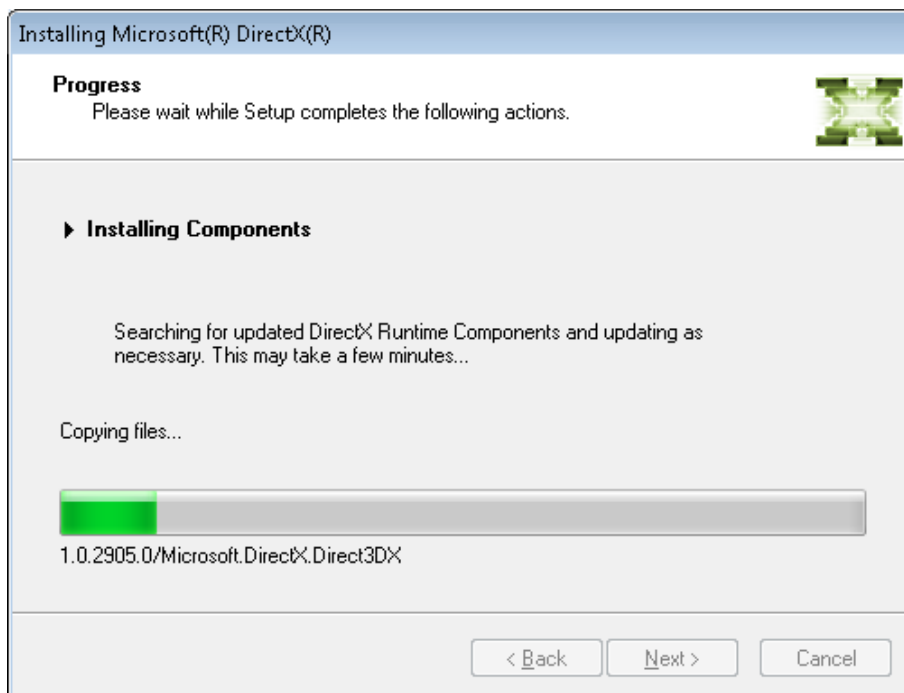 Installing Microsoft(R) DirectX(R)
Progress
Please wait while Setup completes the following actions.
Installing Components
Searching for updated DirectX Runtime Components and updating as
necessary. This may take a few minutes...
Copying files...
1.0.2905.0/Microsoft.DirectX.Direct3DX
< Back Next > Cancel